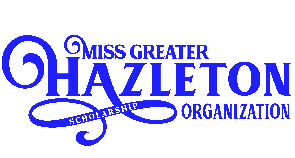 MISS GREATER
HAZLETON
SCHOLARSHIP
ORGANIZATION